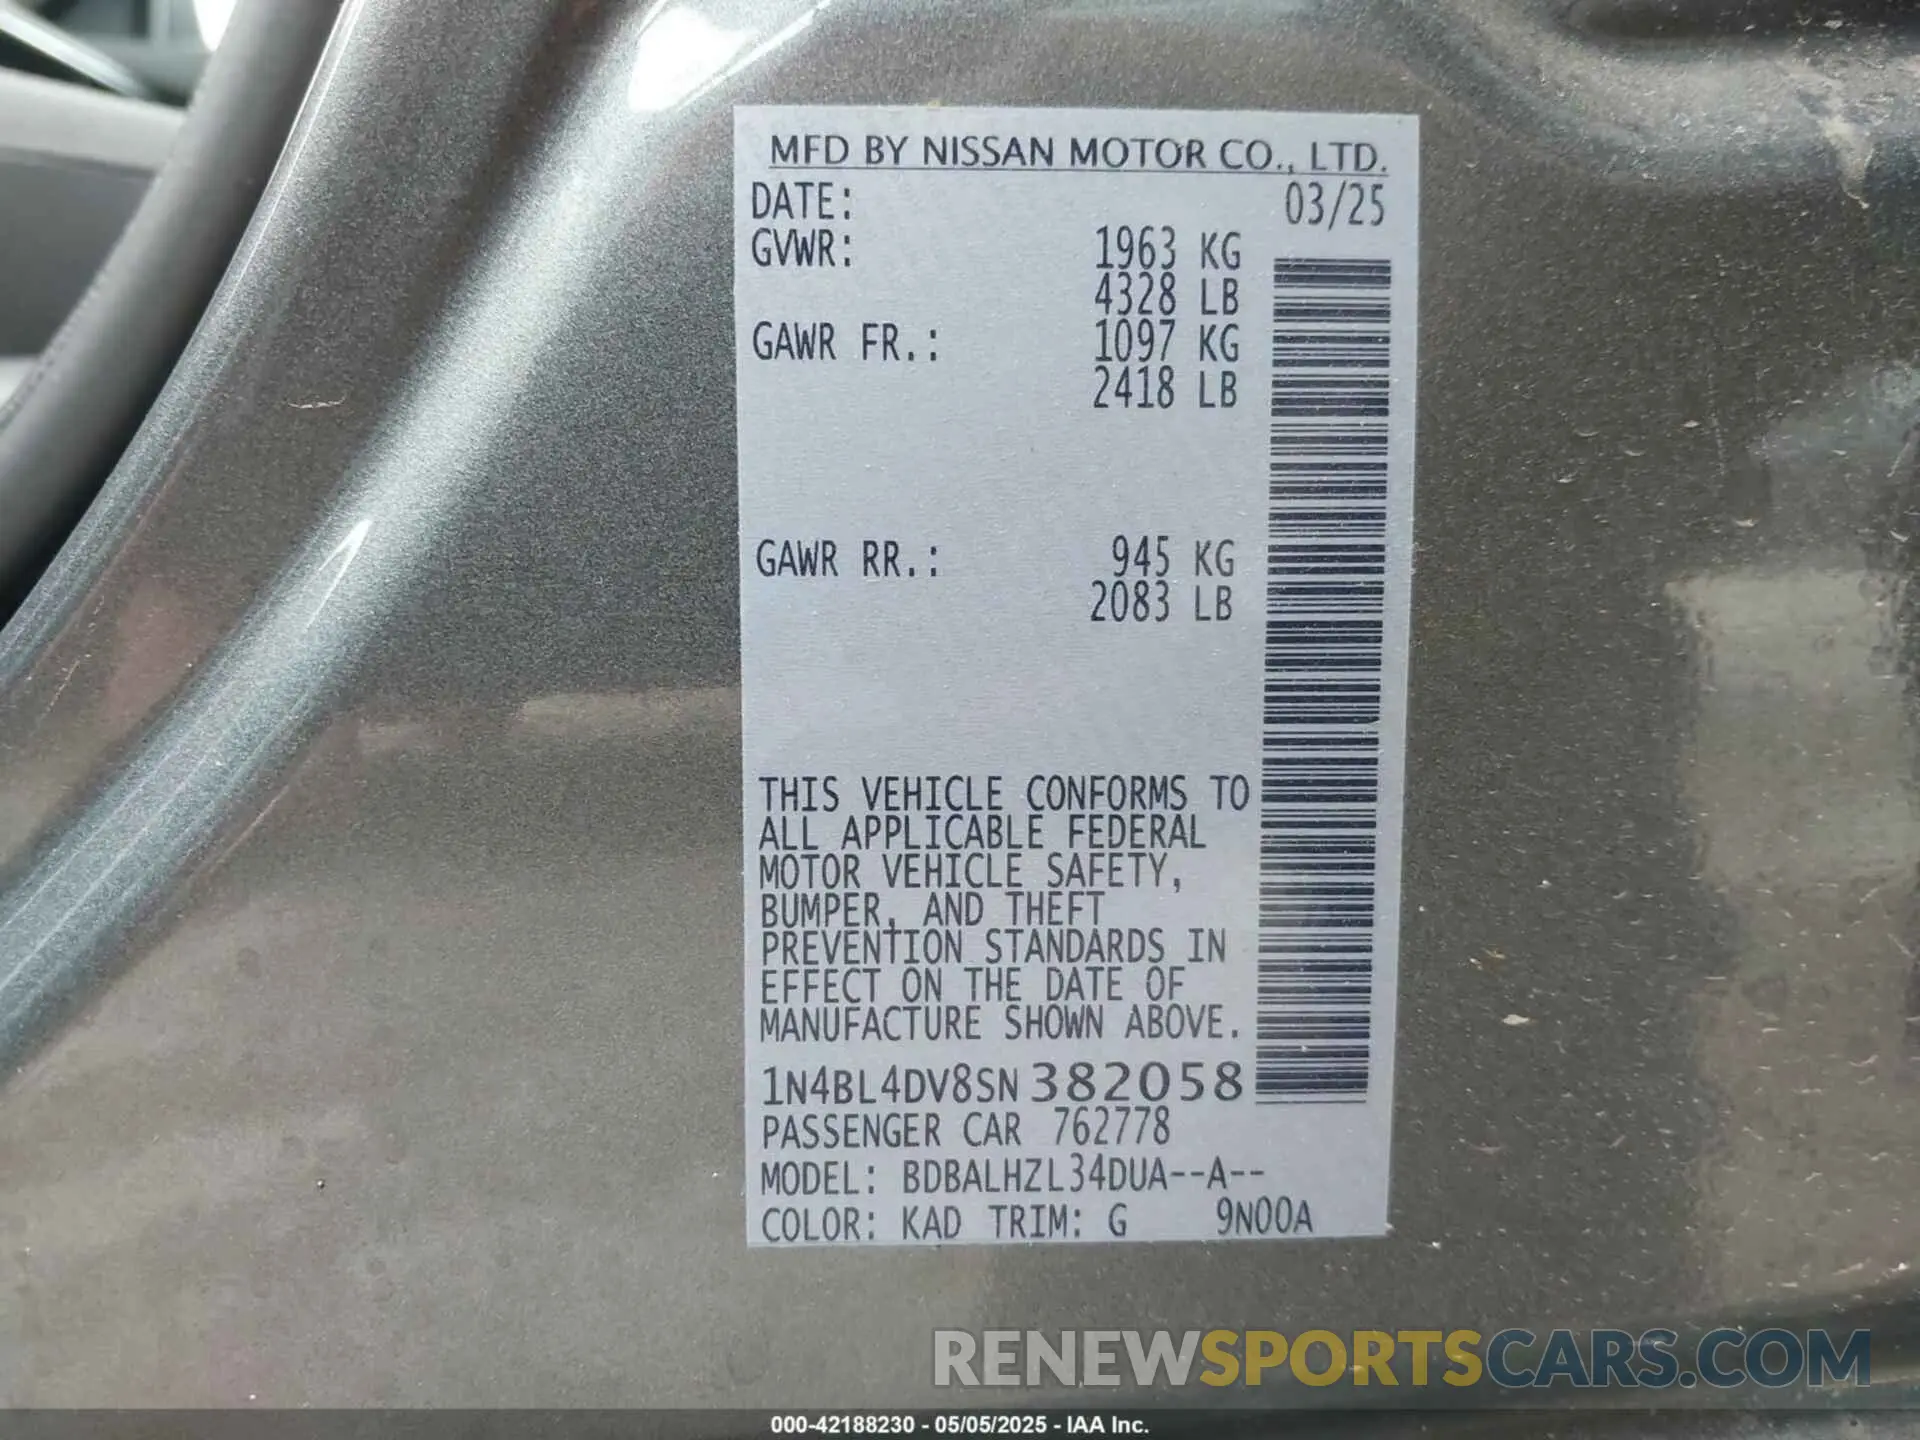 MFD BY NISSAN MOTOR CO., LTD.
DATE: 03/25
GVWR: 1963 KG
4328 LB
GAWR FR.: 1097 KG
2418 LB
GAWR RR.: 945 KG
2083 LB
THIS VEHICLE CONFORMS TO
ALL APPLICABLE FEDERAL
MOTOR VEHICLE SAFETY,
BUMPER, AND THEFT
PREVENTION STANDARDS IN
EFFECT ON THE DATE OF
MANUFACTURE SHOWN ABOVE.
1N4BL4DV8SN382058
PASSENGER CAR 762778
MODEL: BDBALHZL34DUA--A--
COLOR: KAD TRIM: G 9N00A
RENEWSPORTSCARS.COM
000-42188230 - 05/05/2025 - IAA Inc.